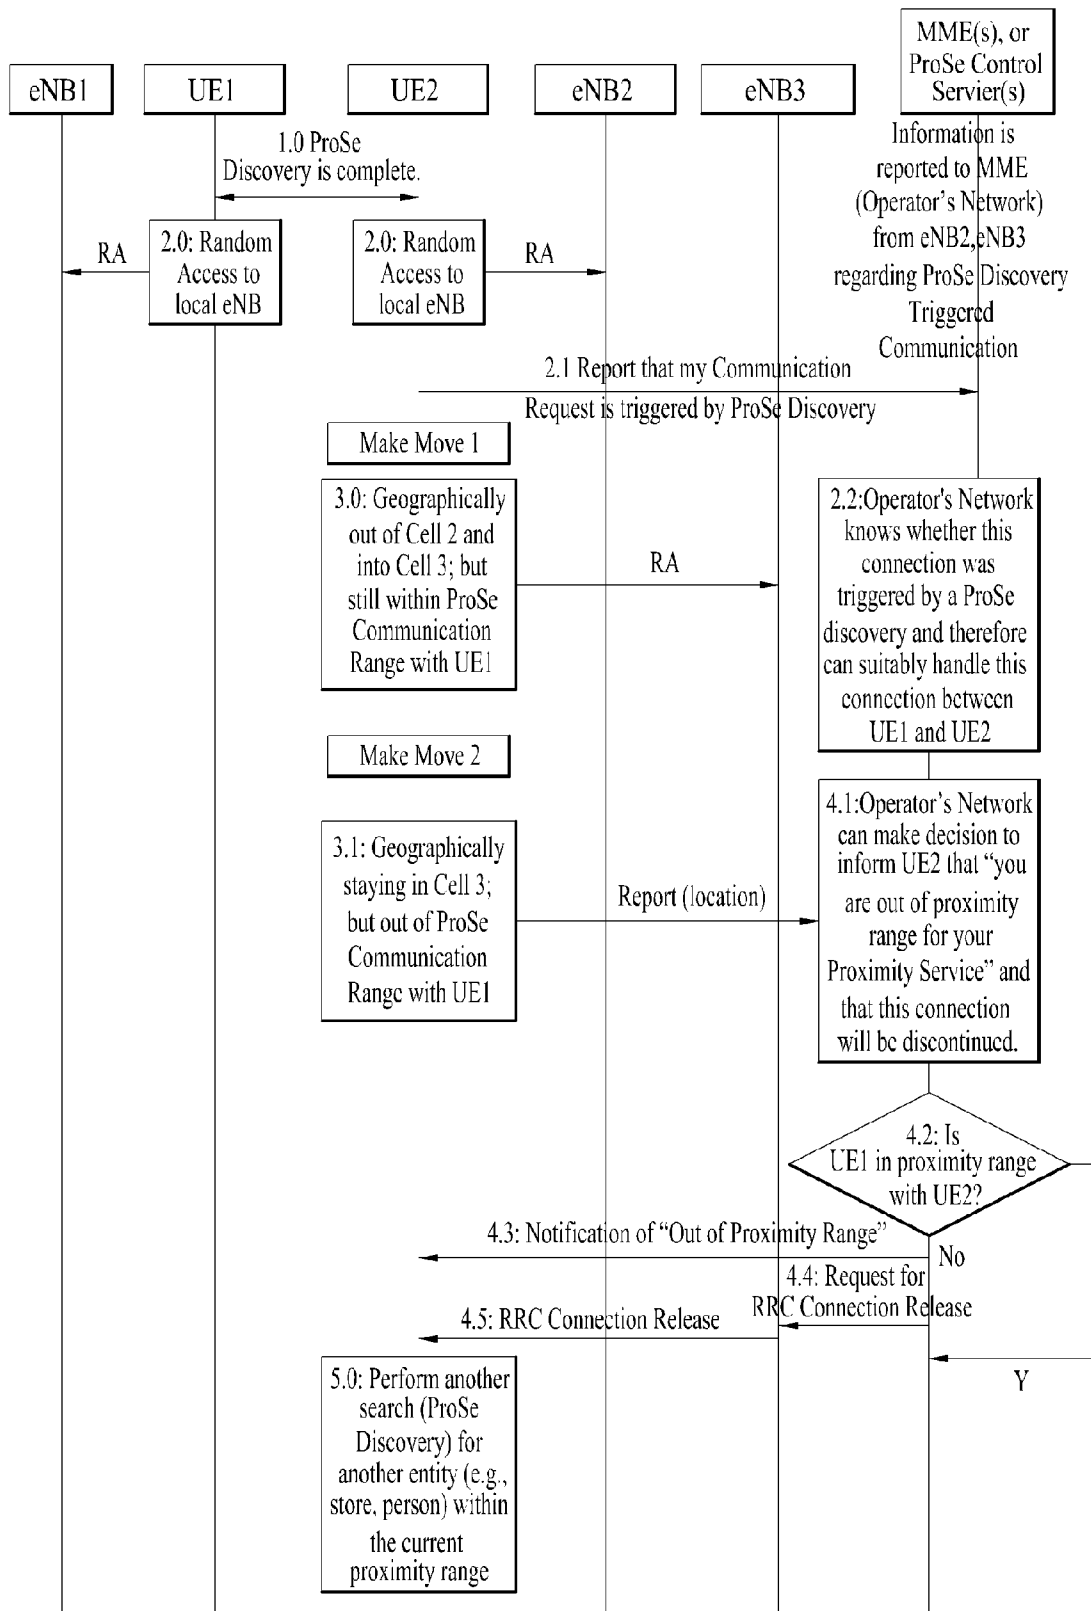 MME(s), or
ProSe Control
Servier(s)
eNB1
UE1
UE2
eNB2
eNB3
1.0 ProSe
Discovery is complete.
Information is
reported to MME
(Operator's Network)
from eNB2,eNB3
regarding ProSe Discovery
Triggered
Communication
RA
2.0: Random
Access to
local eNB
2.0: Random
Access to
local eNB
RA
2.1 Report that my Communication
Request is triggered by ProSe Discovery
Make Move 1
3.0: Geographically
out of Cell 2 and
into Cell 3; but
still within ProSe
Communication
Range with UE1
RA
2.2:Operator's Network
knows whether this
connection was
triggered by a ProSe
discovery and therefore
can suitably handle this
connection between
UE1 and UE2
Make Move 2
3.1: Geographically
staying in Cell 3;
but out of ProSe
Communication
Range with UE1
Report (location)
4.1:Operator's Network
can make decision to
inform UE2 that “you
are out of proximity
range for your
Proximity Service” and
that this connection
will be discontinued.
4.2: Is
UE1 in proximity range
with UE2?
4.3: Notification of “Out of Proximity Range”
No
4.4: Request for
RRC Connection Release
4.5: RRC Connection Release
Y
5.0: Perform another
search (ProSe
Discovery) for
another entity (e.g.,
store, person) within
the current
proximity range